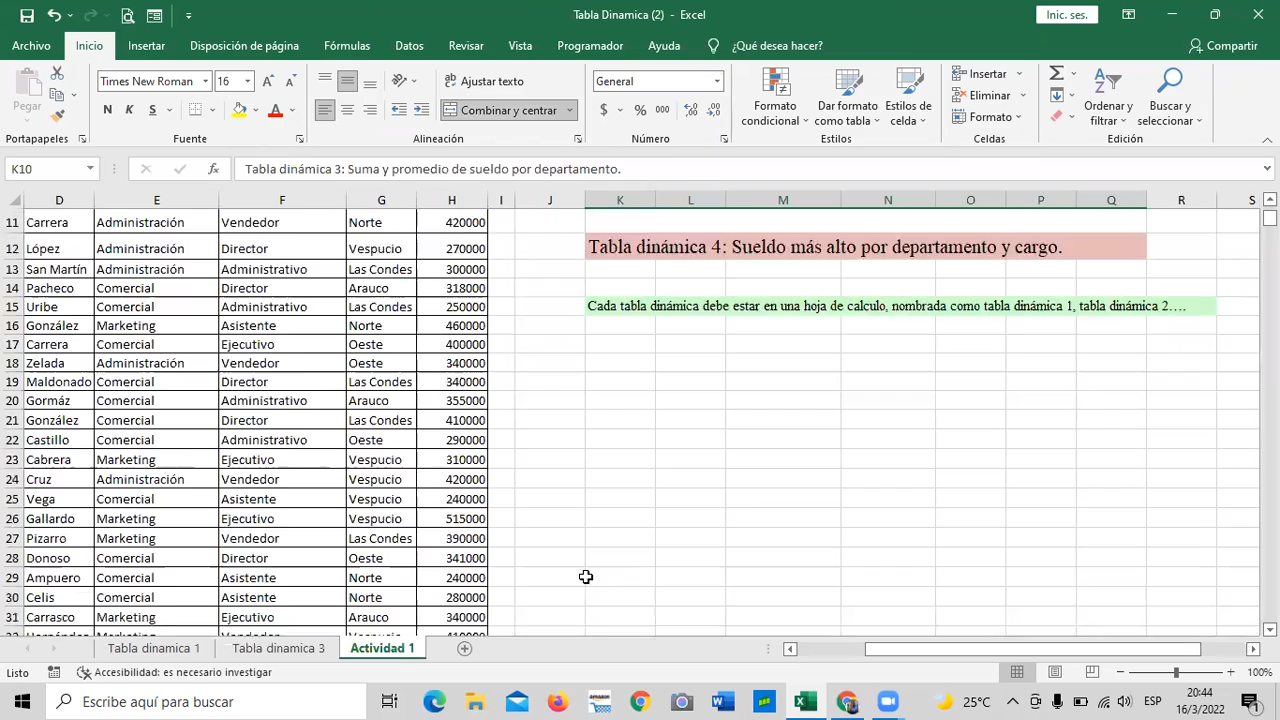 Tabla Dinamica (2) - Excel
Inic. ses.
Archivo Inicio Insertar Disposición de página Fórmulas Datos Revisar Vista Programador Ayuda ¿Qué desea hacer? Compartir
Pegar
Times New Roman 16
N K S
Ajustar texto
Combinar y centrar
General
$ % 000
Formato condicional
Dar formato como tabla
Estilos de celda
Insertar
Eliminar
Formato
Ordenar y filtrar
Buscar y seleccionar
Portapapeles Fuente Alineación Número Estilos Celdas Edición
K10 Tabla dinámica 3: Suma y promedio de sueldo por departamento.
D E F G H I J K L M N O P Q R S
11 Carrera Administración Vendedor Norte 420000
12 López Administración Director Vespucio 270000 Tabla dinámica 4: Sueldo más alto por departamento y cargo.
13 San Martín Administración Administrativo Las Condes 300000
14 Pacheco Comercial Director Arauco 318000
15 Uribe Comercial Administrativo Las Condes 250000 Cada tabla dinámica debe estar en una hoja de calculo, nombrada como tabla dinámica 1, tabla dinámica 2….
16 González Marketing Asistente Norte 460000
17 Carrera Comercial Ejecutivo Oeste 400000
18 Zelada Administración Vendedor Oeste 340000
19 Maldonado Comercial Director Las Condes 340000
20 Gormáz Comercial Administrativo Arauco 355000
21 González Comercial Director Las Condes 410000
22 Castillo Comercial Administrativo Oeste 290000
23 Cabrera Marketing Ejecutivo Vespucio 310000
24 Cruz Administración Vendedor Vespucio 420000
25 Vega Comercial Asistente Vespucio 240000
26 Gallardo Marketing Ejecutivo Vespucio 515000
27 Pizarro Marketing Vendedor Las Condes 390000
28 Donoso Comercial Director Oeste 341000
29 Ampuero Comercial Asistente Norte 240000
30 Celis Comercial Asistente Norte 280000
31 Carrasco Marketing Ejecutivo Arauco 340000
Tabla dinamica 1 Tabla dinamica 3 Actividad 1
Listo Accesibilidad: es necesario investigar 100%
Escribe aquí para buscar 25°C ESP 20:44
16/3/2022